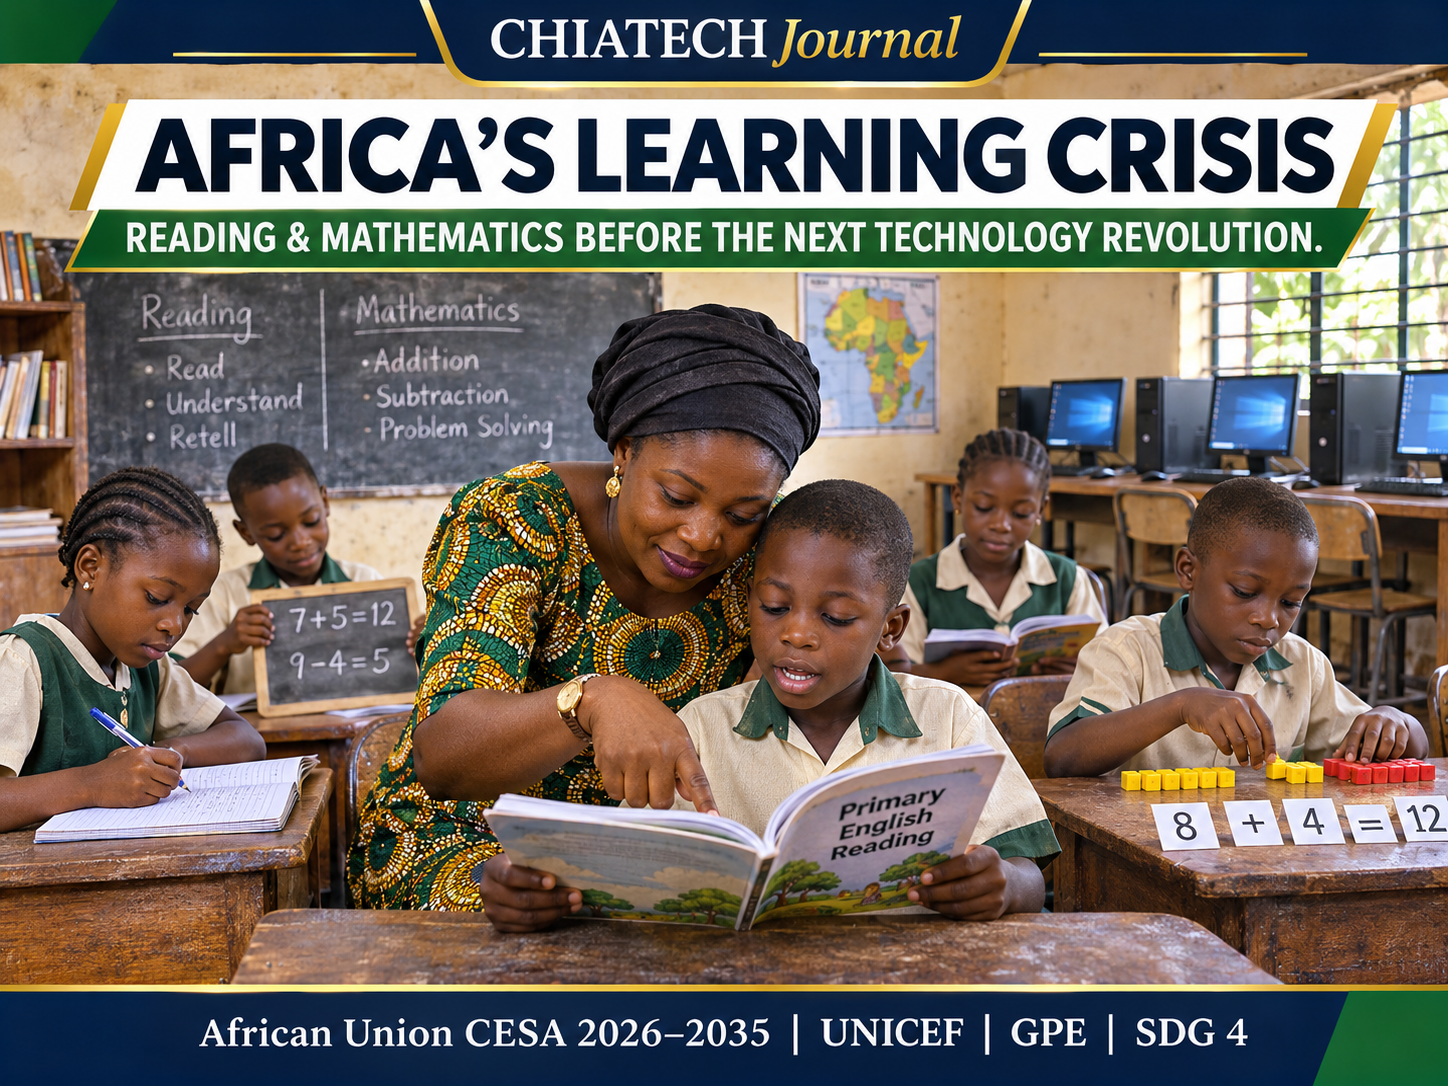 CHIATECH Journal
AFRICA'S LEARNING CRISIS
READING & MATHEMATICS BEFORE THE NEXT TECHNOLOGY REVOLUTION.
Reading
• Read
• Understand
• Retell
Mathematics
• Addition
• Subtraction
• Problem Solving
7+5=12
9-4=5
Primary
English
Reading
8 + 4 = 12
African Union CESA 2026–2035 | UNICEF | GPE | SDG 4